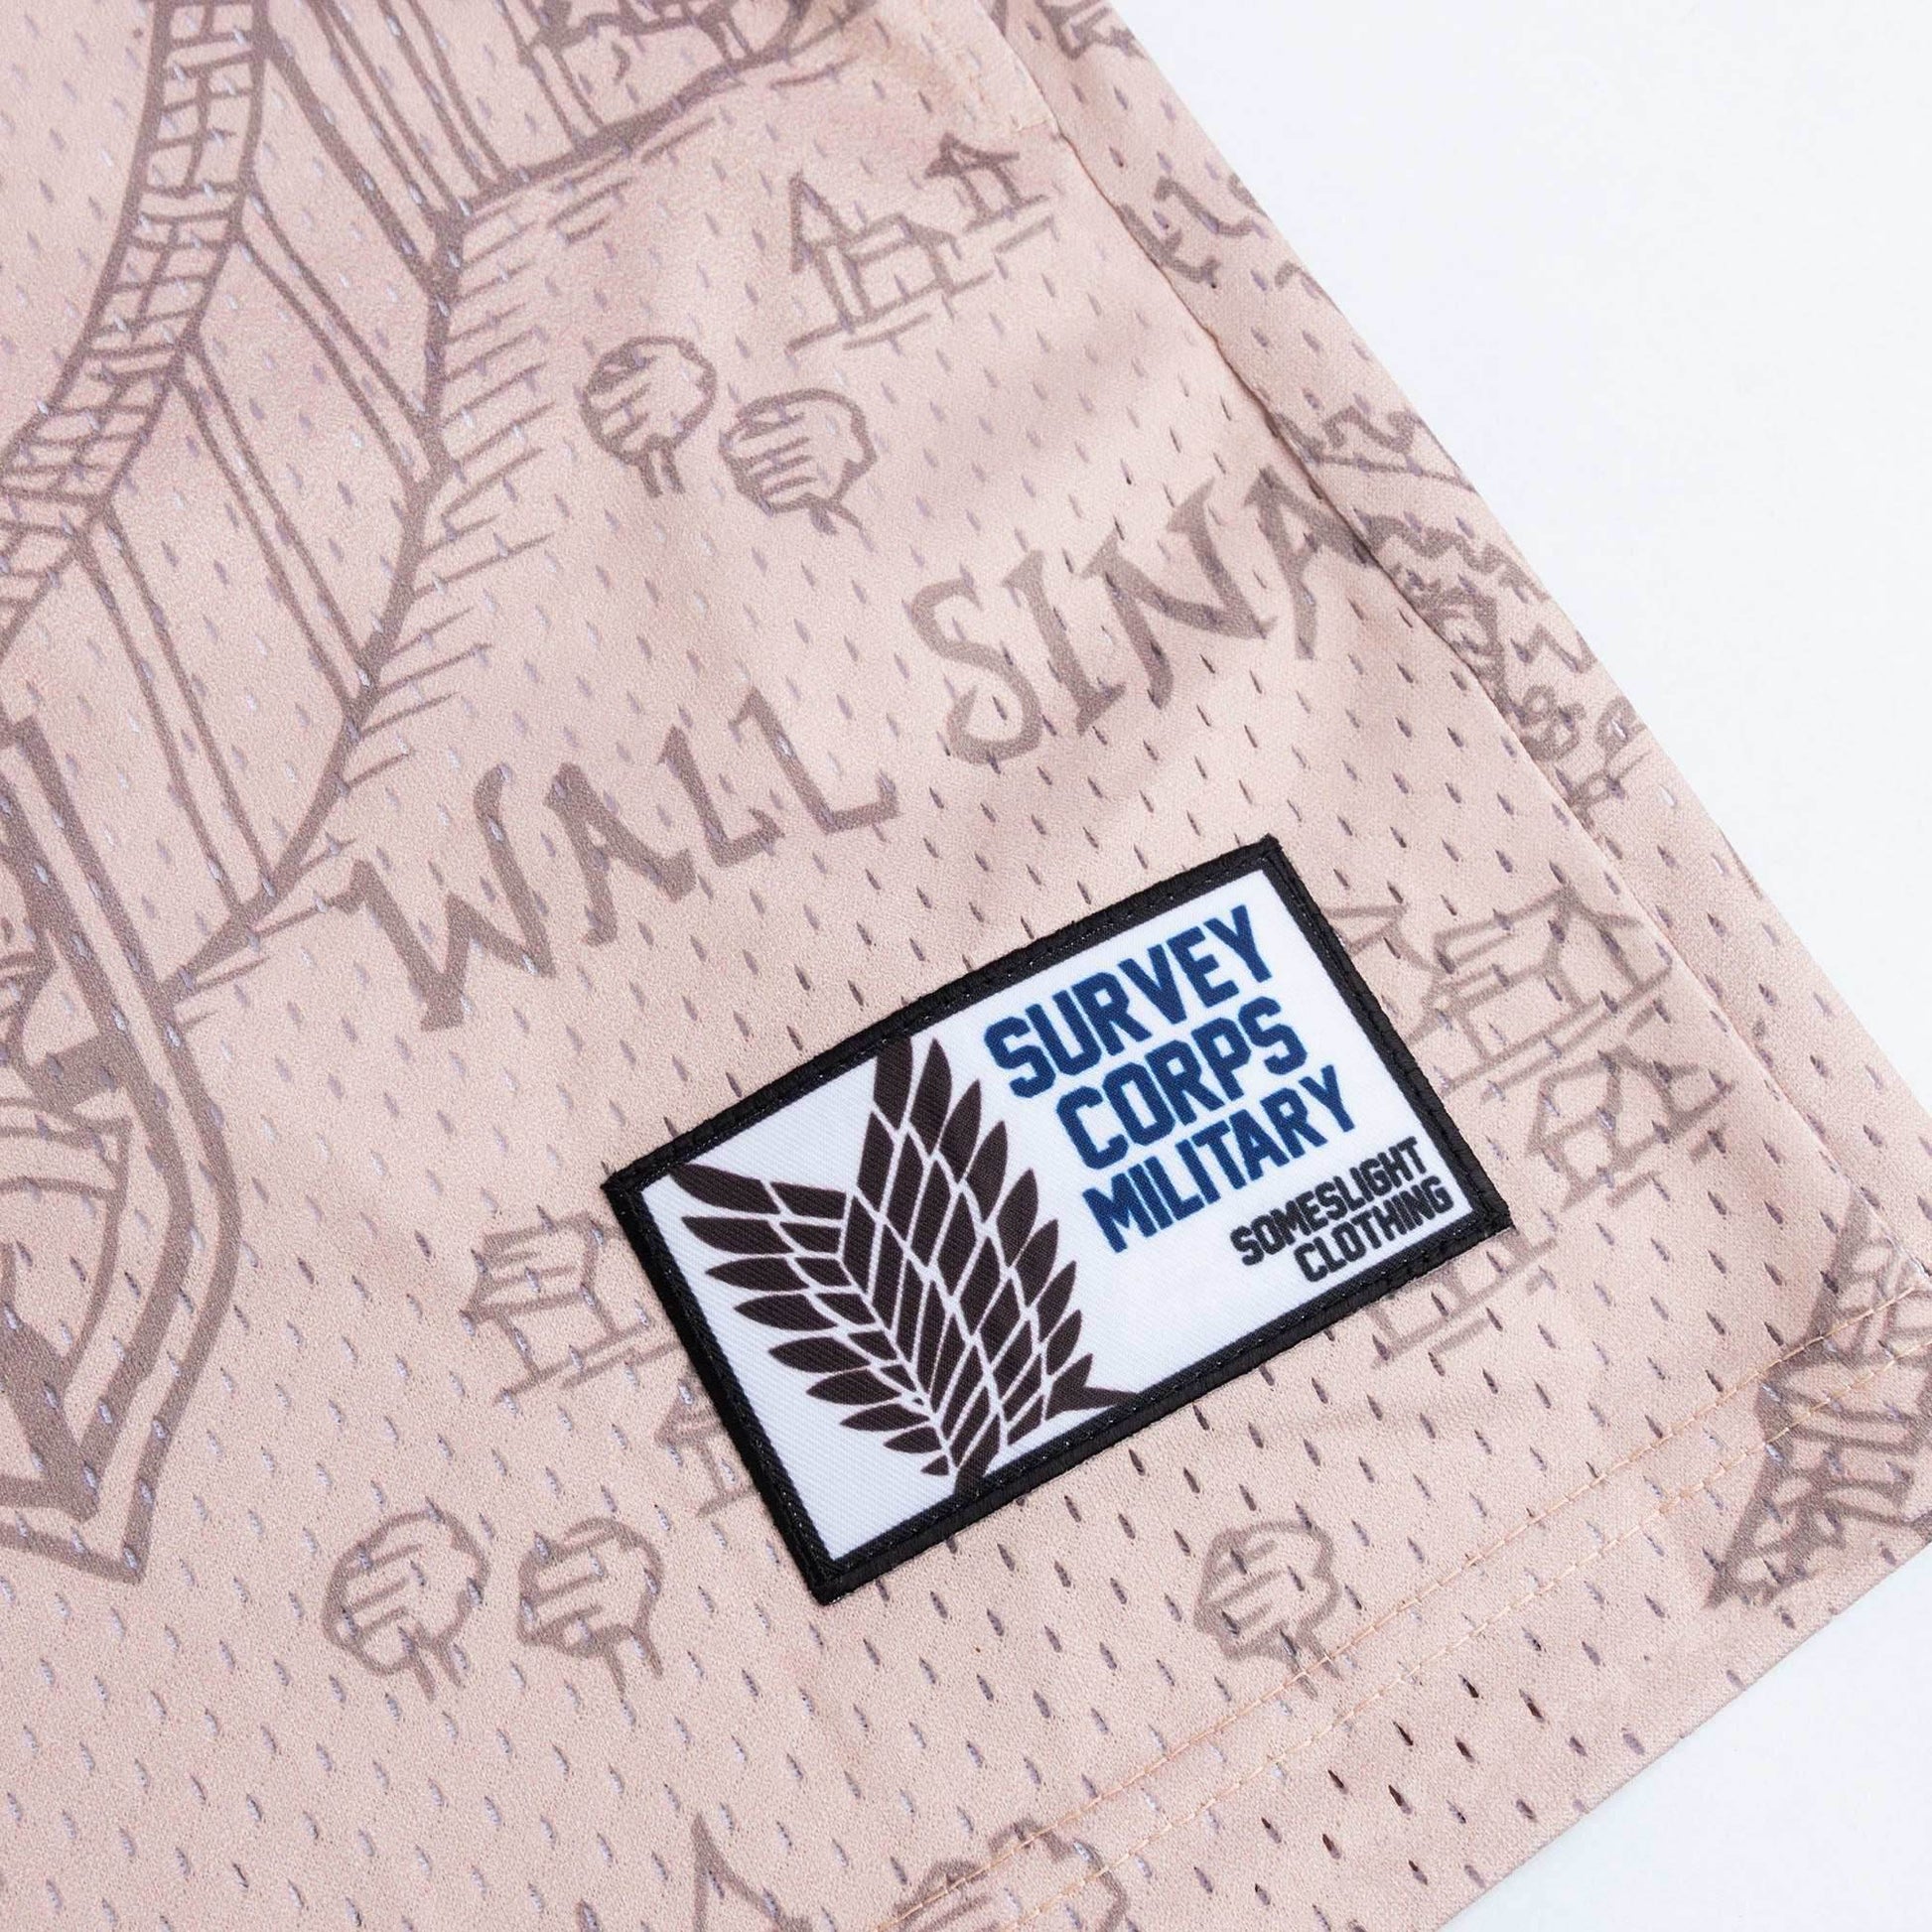 WALL SINA
SURVEY
CORPS
MILITARY
SOMESLIGHT
CLOTHING